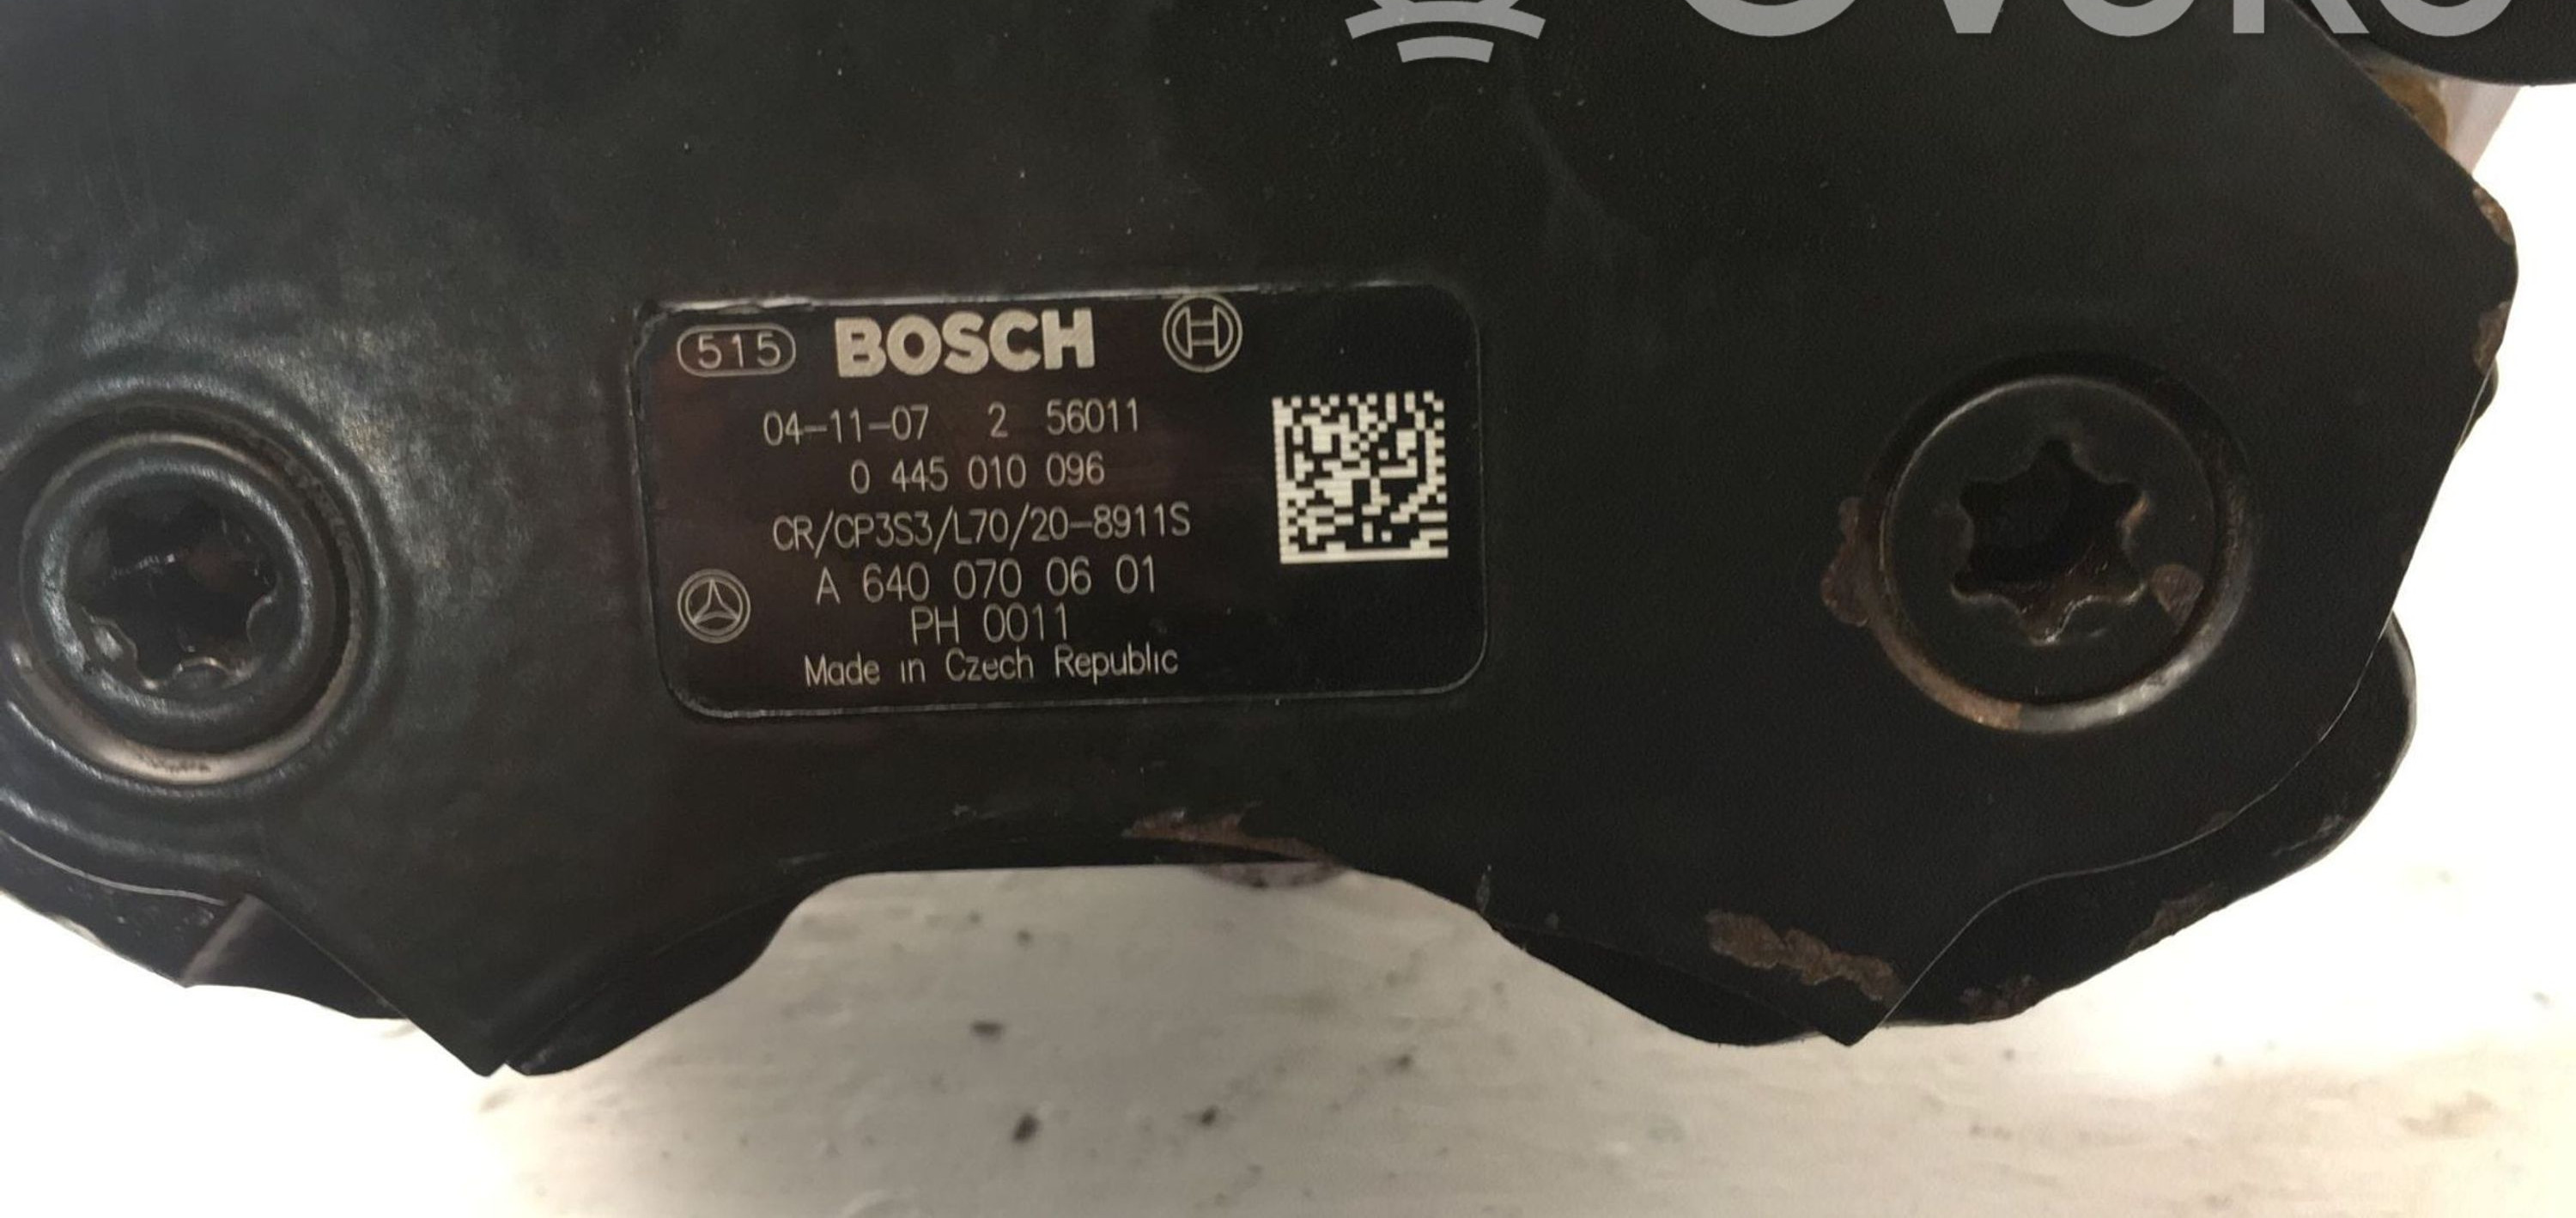 515 BOSCH
04-11-07 2 56011
0 445 010 096
CR/CP3S3/L70/20-8911S
A 640 070 06 01
PH 0011
Made in Czech Republic